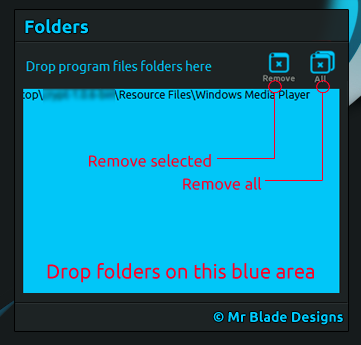 Folders
Drop program files folders here
Remove
All
top\ \Resource Files\Windows Media Player
Remove selected
Remove all
Drop folders on this blue area
© Mr Blade Designs